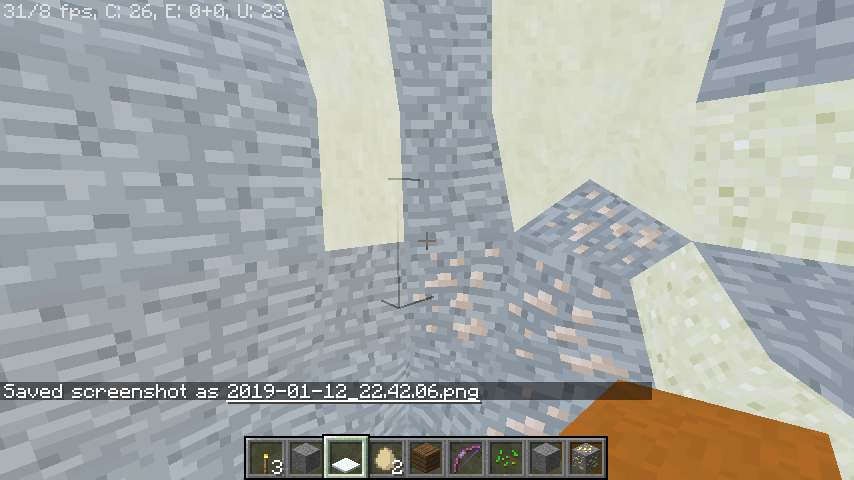 31/8 fps, C: 26, E: 0+0, U: 23
Saved screenshot as 2019-01-12_22.42.06.png
3
2